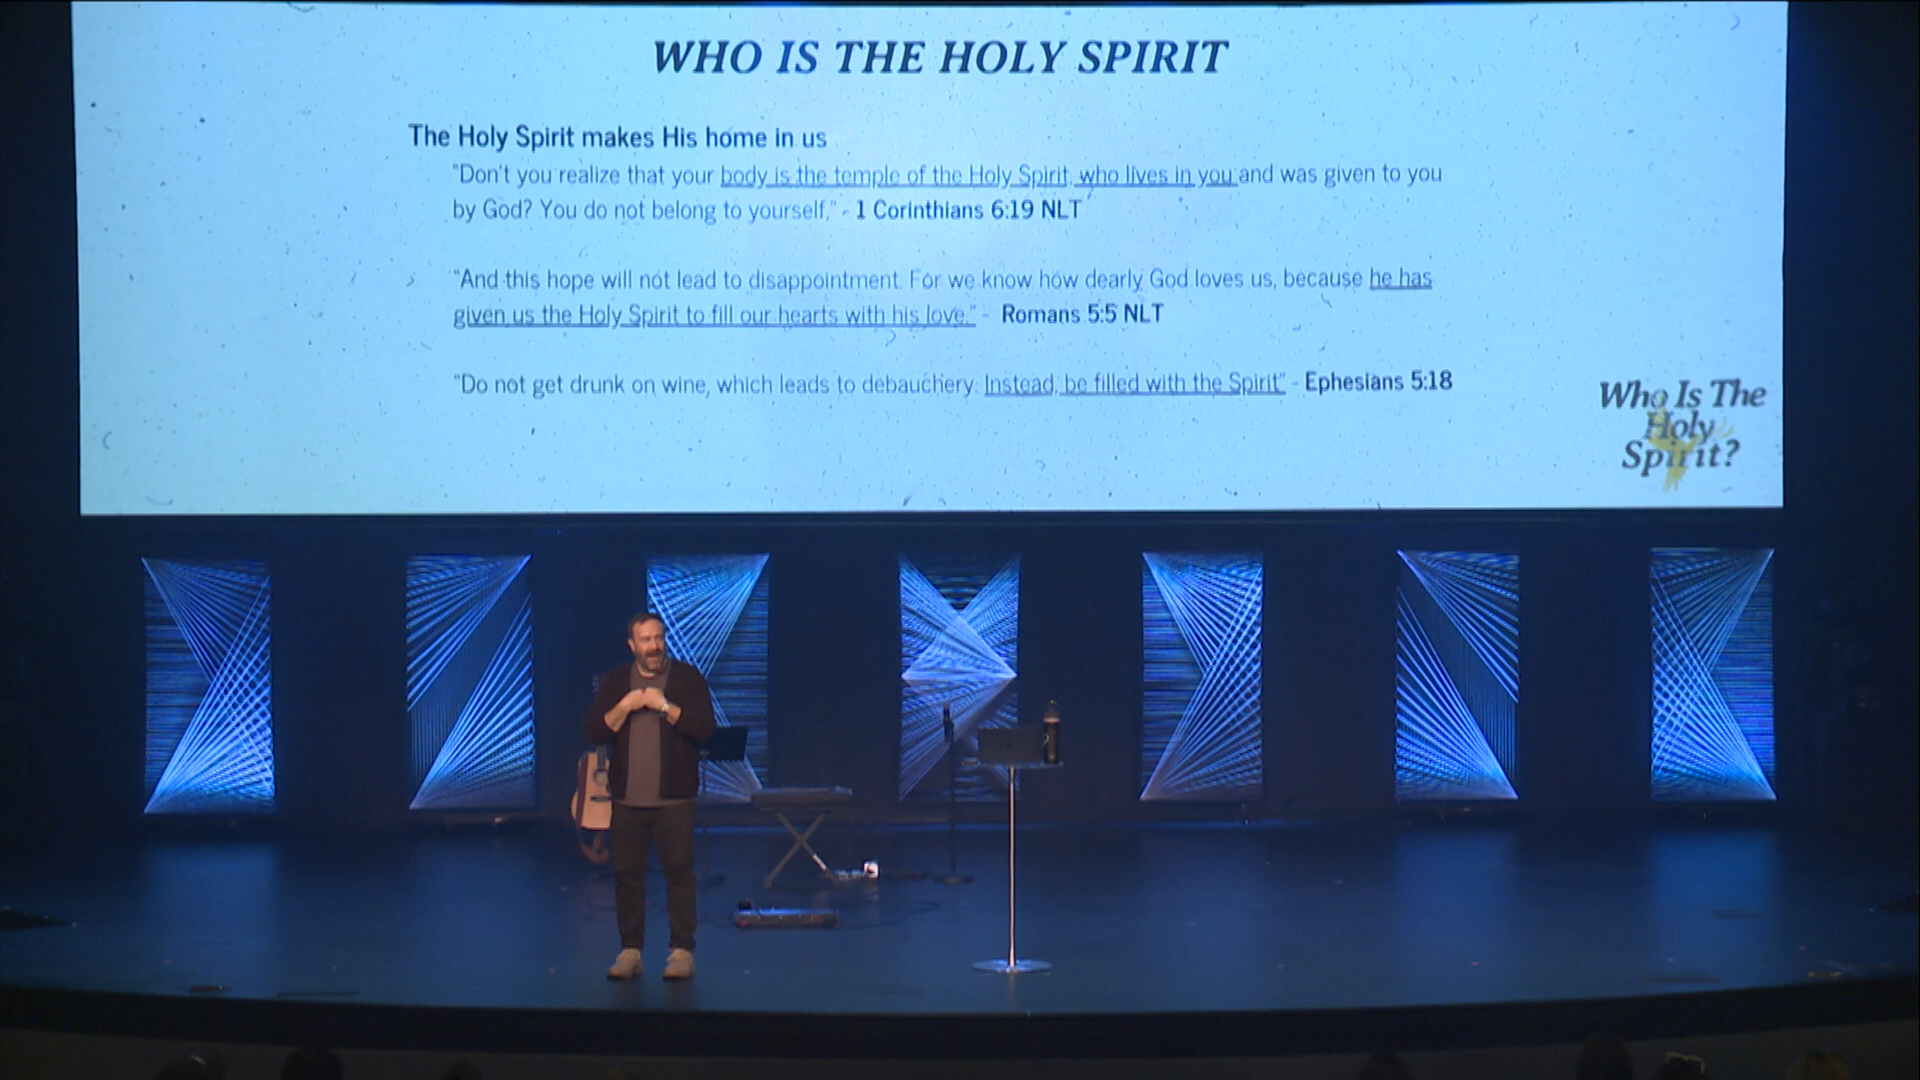 WHO IS THE HOLY SPIRIT
The Holy Spirit makes His home in us
"Don't you realize that your body is the temple of the Holy Spirit, who lives in you and was given to you
by God? You do not belong to yourself," - 1 Corinthians 6:19 NLT
"And this hope will not lead to disappointment. For we know how dearly God loves us, because he has
given us the Holy Spirit to fill our hearts with his love." - Romans 5:5 NLT
"Do not get drunk on wine, which leads to debauchery. Instead, be filled with the Spirit" - Ephesians 5:18
Who Is The
Holy
Spirit?